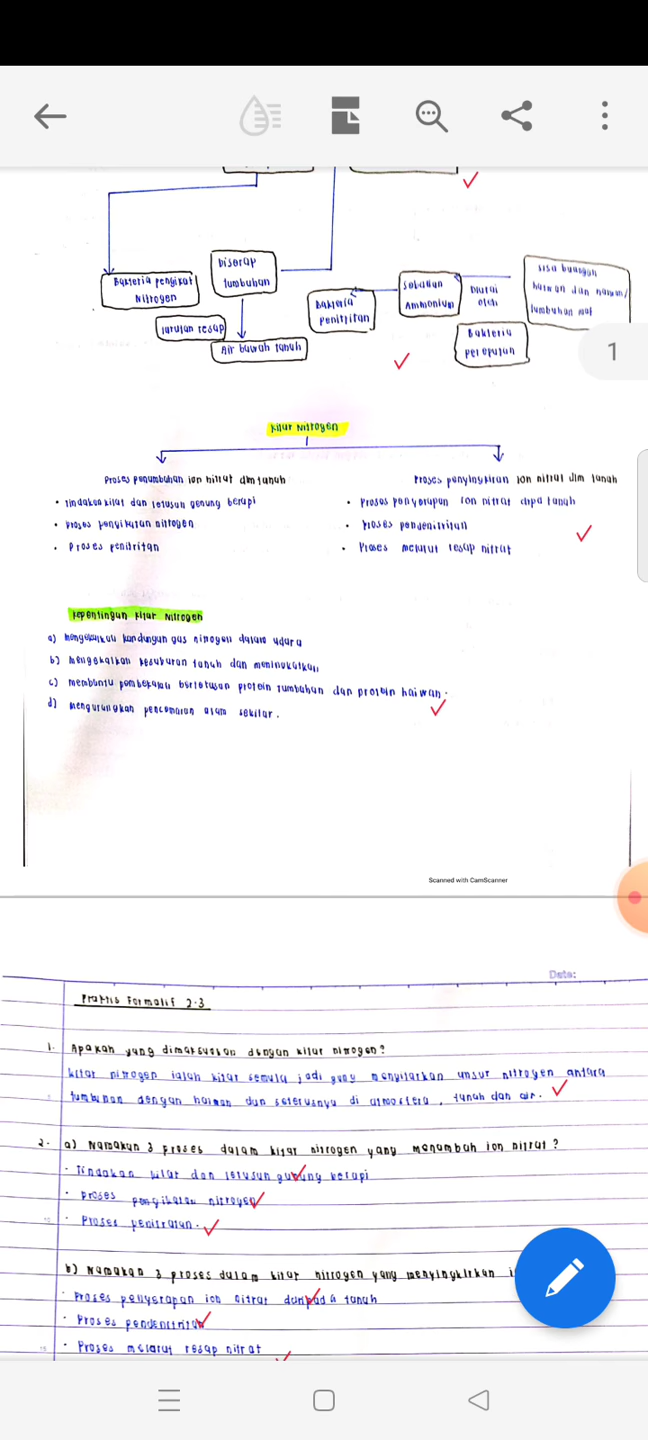 Bakteria pengikat
Nitrogen
Diserap
tumbuhan
larutan resap
Air bawah tanah
Bakteria
penitritan
sebatian
Ammonium
Diurai
oleh
Bakteria
pereputan
sisa buangan
haiwan dan
tumbuhan mati
1
Kitar Nitrogen
Proses penambahan ion nitrat dlm tanah
• Tindakan kilat dan letusan gunung berapi
• Proses pengikatan nitrogen
• Proses penitritan
Proses penyingkiran ion nitrat dlm tanah
• Proses penyerapan ion nitrat drpd tanah
• Proses pendenitritan
• Proses melarut resap nitrat
Kepentingan Kitar Nitrogen
a) mengekalkan kandungan gas nitrogen dalam udara
b) mengekalkan kesuburan tanah dan meningkatkan
c) membantu pembekalan berterusan protein tumbuhan dan protein haiwan.
d) mengurangkan pencemaran alam sekitar.
Scanned with CamScanner
Date:
Praktis Formatif 2.3
1. Apakah yang dimaksudkan dengan kitar nitrogen?
Kitar nitrogen ialah kitar semula jadi yang mengitarkan unsur nitrogen antara
tumbuhan dengan haiwan dan seterusnya di atmosfera, tanah dan air.
2. a) Namakan 3 proses dalam kitar nitrogen yang menambah ion nitrat?
• Tindakan kilat dan letusan gunung berapi
• Proses pengikatan nitrogen
• Proses penitratan.
b) Namakan 3 proses dalam kitar nitrogen yang menyingkirkan i
• Proses penyerapan ion nitrat daripada tanah
• Proses pendenitritan
• Proses melarut resap nitrat